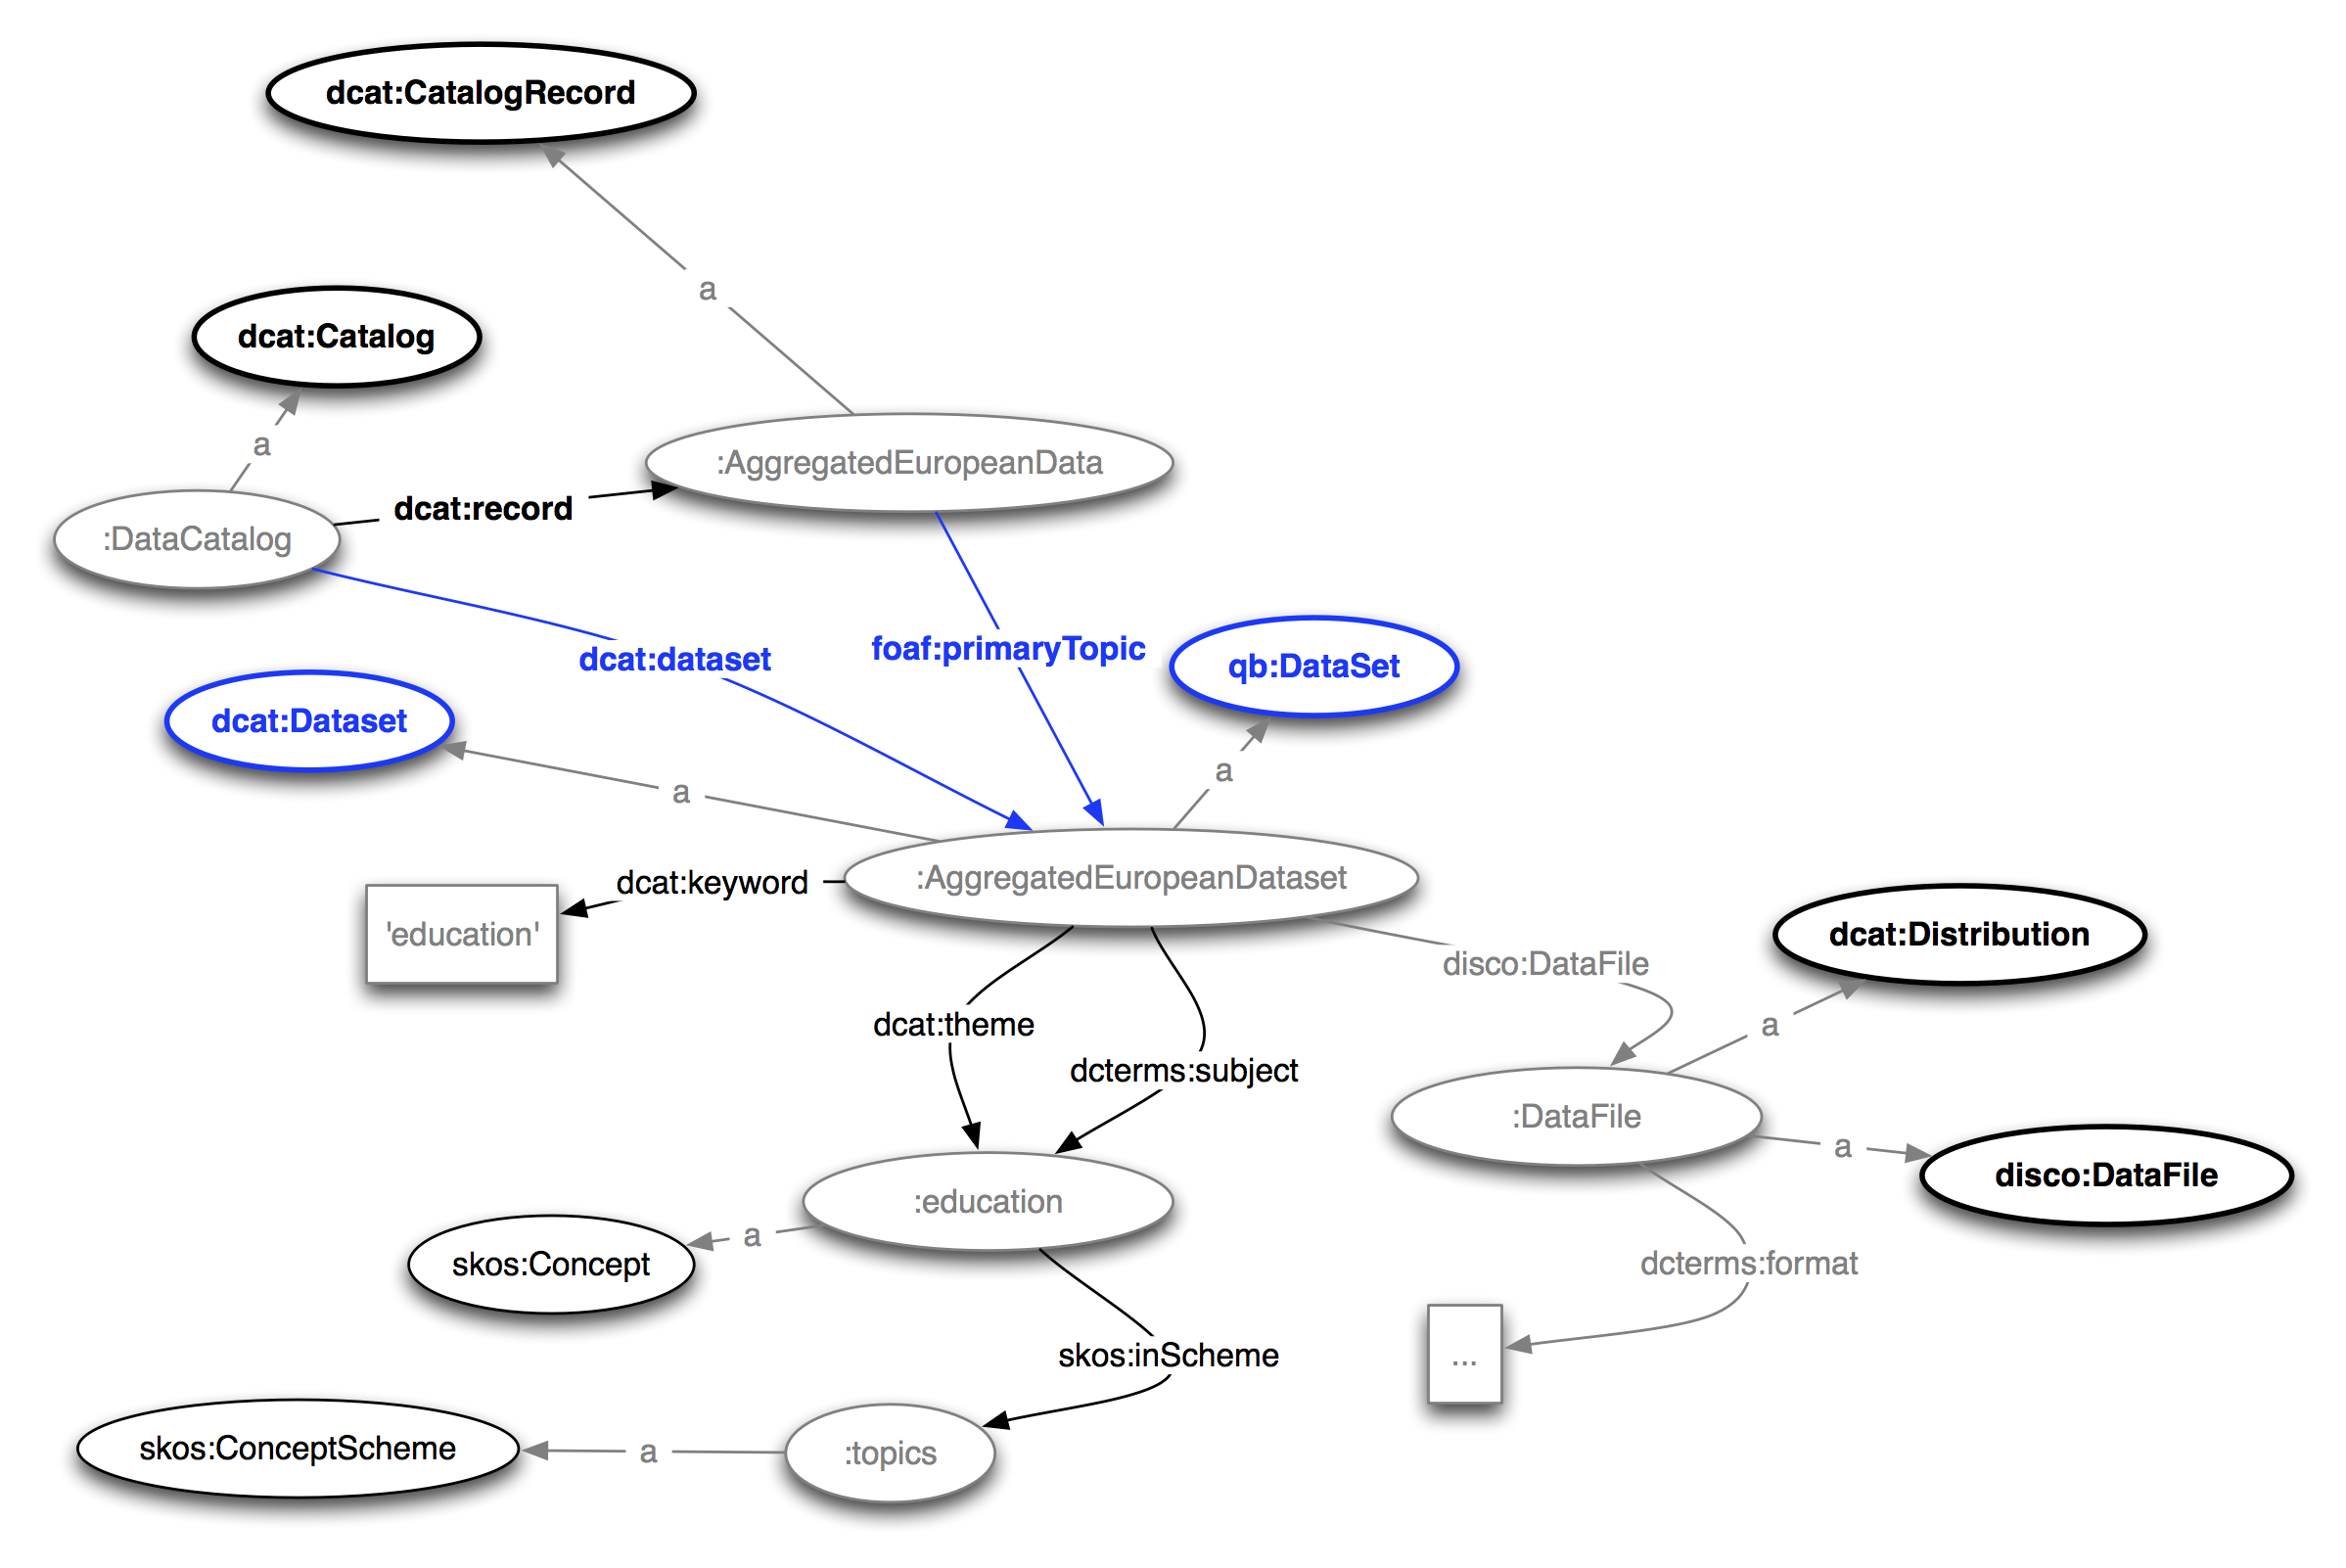 dcat:CatalogRecord
a
dcat:Catalog
a
:AggregatedEuropeanData
dcat:record
:DataCatalog
foaf:primaryTopic
dcat:dataset
qb:DataSet
dcat:Dataset
a
a
:AggregatedEuropeanDataset
dcat:keyword
'education'
dcat:Distribution
disco:DataFile
dcat:theme
a
dcterms:subject
:DataFile
a
disco:DataFile
:education
a
skos:Concept
dcterms:format
skos:inScheme
...
skos:ConceptScheme
a
:topics